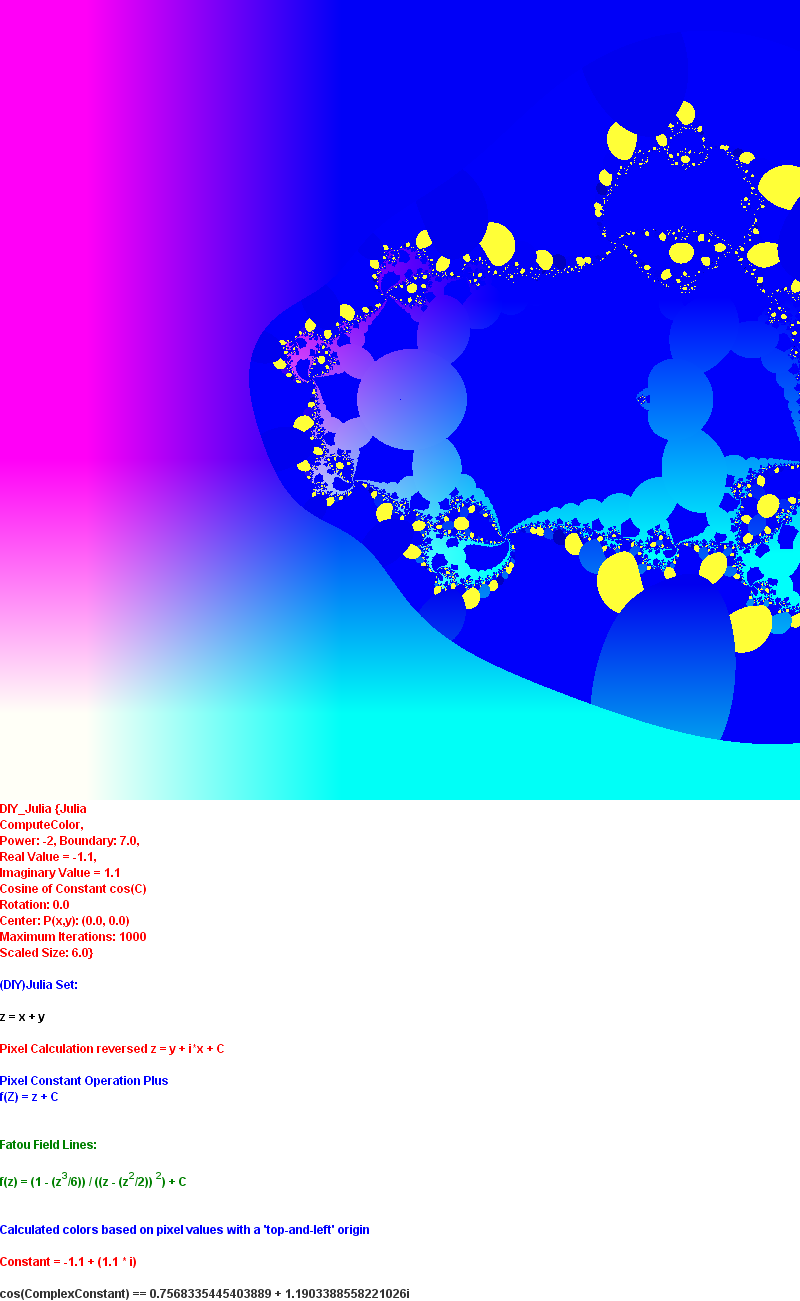 DIY_Julia {Julia
ComputeColor,
Power: -2, Boundary: 7.0,
Real Value = -1.1,
Imaginary Value = 1.1
Cosine of Constant cos(C)
Rotation: 0.0
Center: P(x,y): (0.0, 0.0)
Maximum Iterations: 1000
Scaled Size: 6.0}
(DIY)Julia Set:
z = x + y
Pixel Calculation reversed z = y + i*x + C
Pixel Constant Operation Plus
f(Z) = z + C
Fatou Field Lines:
f(z) = (1 - (z^3/6)) / ((z - (z^2/2)) ^2) + C
Calculated colors based on pixel values with a 'top-and-left' origin
Constant = -1.1 + (1.1 * i)
cos(ComplexConstant) == 0.7568335445403889 + 1.1903388558221026i